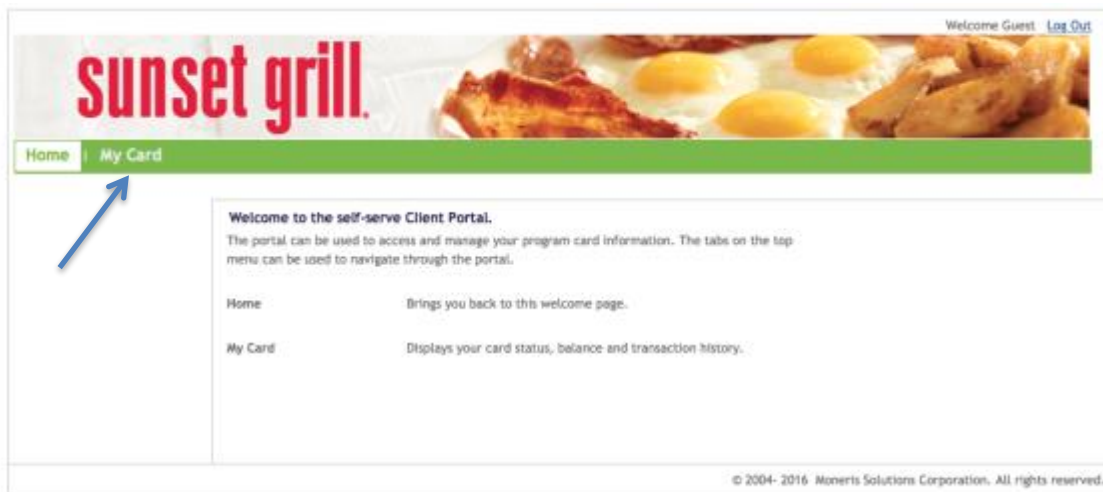 Welcome Guest Log Out
sunset grill.
Home | My Card
Welcome to the self-serve Client Portal.
The portal can be used to access and manage your program card information. The tabs on the top
menu can be used to navigate through the portal.
Home Brings you back to this welcome page.
My Card Displays your card status, balance and transaction history.
© 2004- 2016 Moneris Solutions Corporation. All rights reserved.